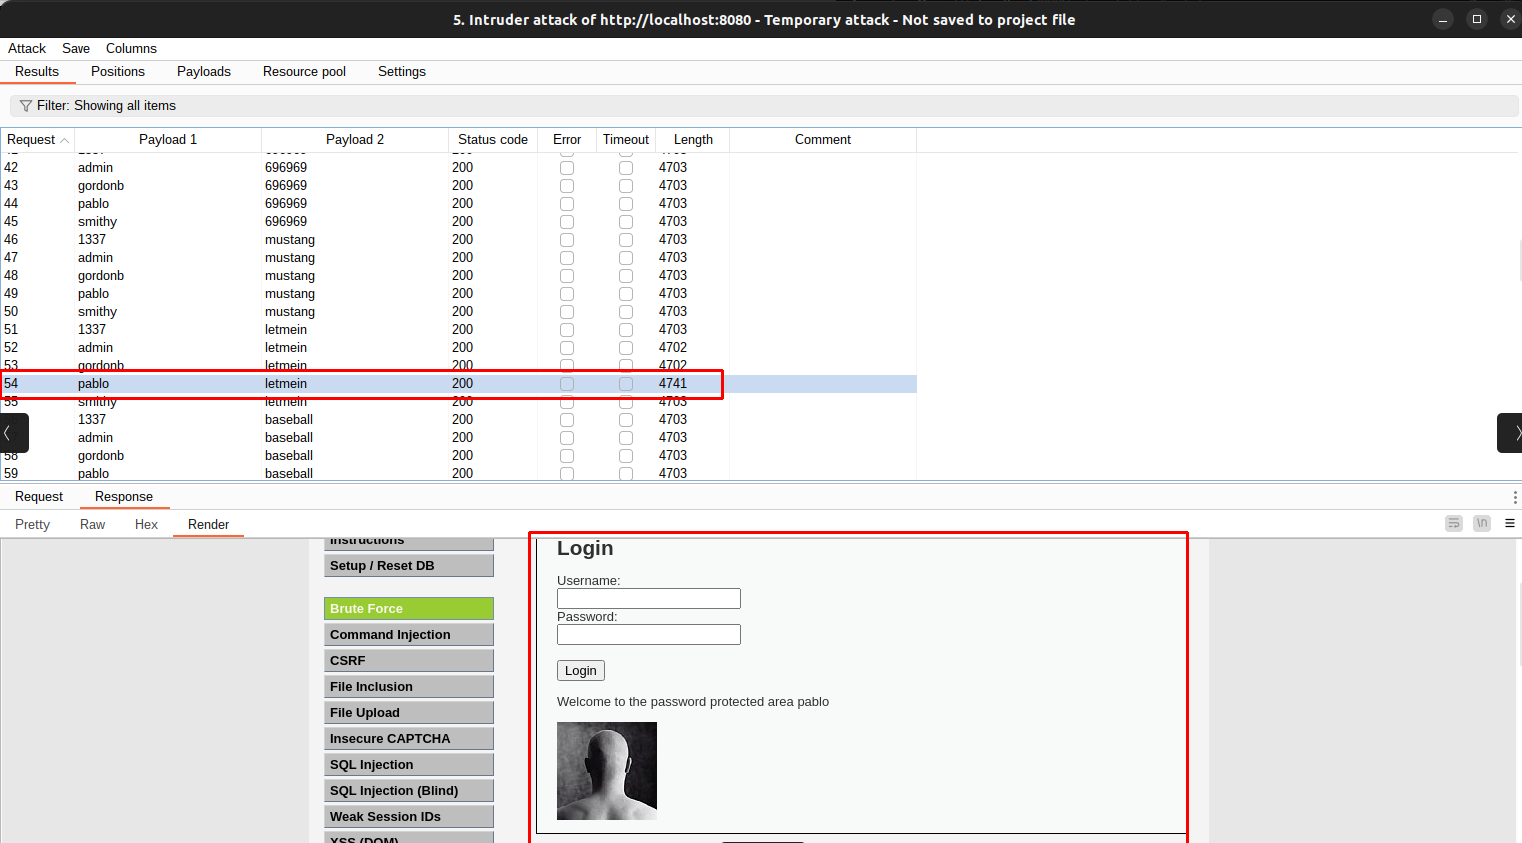 5. Intruder attack of http://localhost:8080 - Temporary attack - Not saved to project file
Attack Save Columns
Results Positions Payloads Resource pool Settings
Filter: Showing all items
Request Payload 1 Payload 2 Status code Error Timeout Length Comment
42 admin 696969 200 4703
43 gordonb 696969 200 4703
44 pablo 696969 200 4703
45 smithy 696969 200 4703
46 1337 mustang 200 4703
47 admin mustang 200 4703
48 gordonb mustang 200 4703
49 pablo mustang 200 4703
50 smithy mustang 200 4703
51 1337 letmein 200 4703
52 admin letmein 200 4702
53 gordonb letmein 200 4702
54 pablo letmein 200 4741
55 smithy letmein 200 4703
1337 baseball 200 4703
admin baseball 200 4703
58 gordonb baseball 200 4703
59 pablo baseball 200 4703
Request Response
Pretty Raw Hex Render
\n
Instructions
Setup / Reset DB
Brute Force
Command Injection
CSRF
File Inclusion
File Upload
Insecure CAPTCHA
SQL Injection
SQL Injection (Blind)
Weak Session IDs
XSS (DOM)
Login
Username:
Password:
Login
Welcome to the password protected area pablo